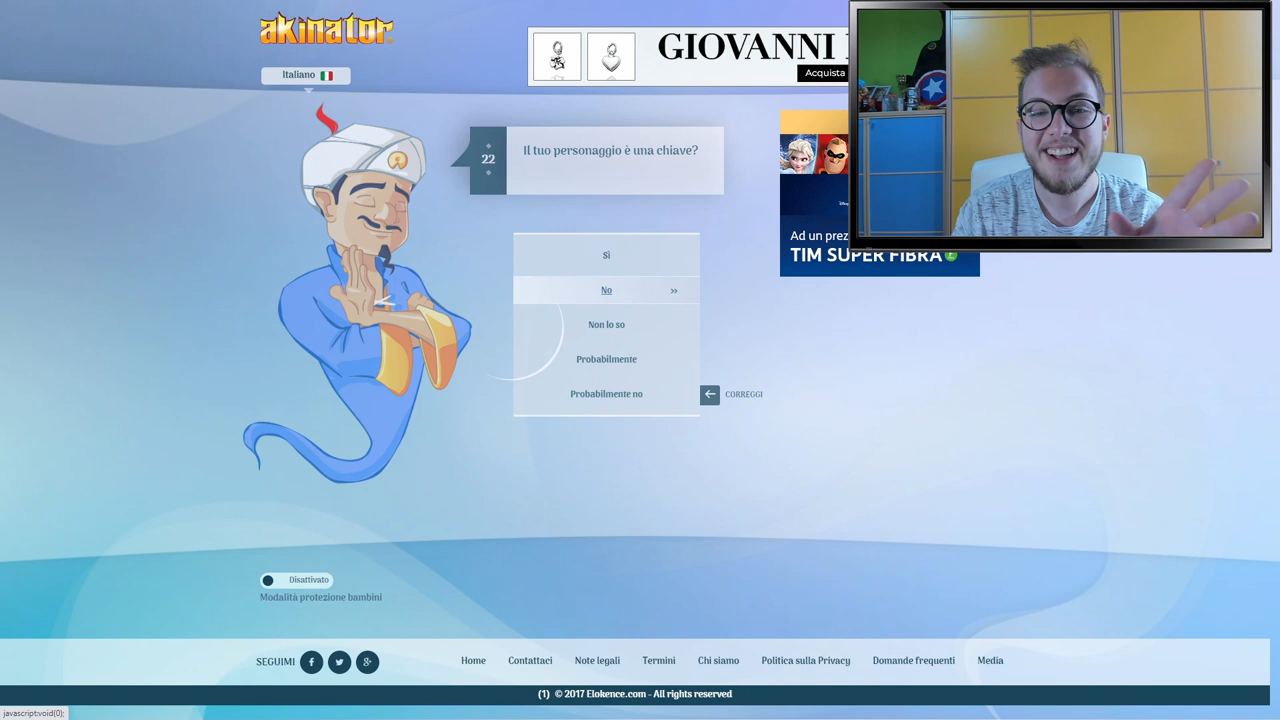 akinator
GIOVANNI
Acquista
Italiano
22
Il tuo personaggio è una chiave?
Sì
No »
Non lo so
Probabilmente
Probabilmente no
CORREGGI
Ad un prez
TIM SUPER FIBRA
Disattivato
Modalità protezione bambini
SEGUIMI
Home Contattaci Note legali Termini Chi siamo Politica sulla Privacy Domande frequenti Media
(1) © 2017 Elokence.com - All rights reserved
javascript:void(0);